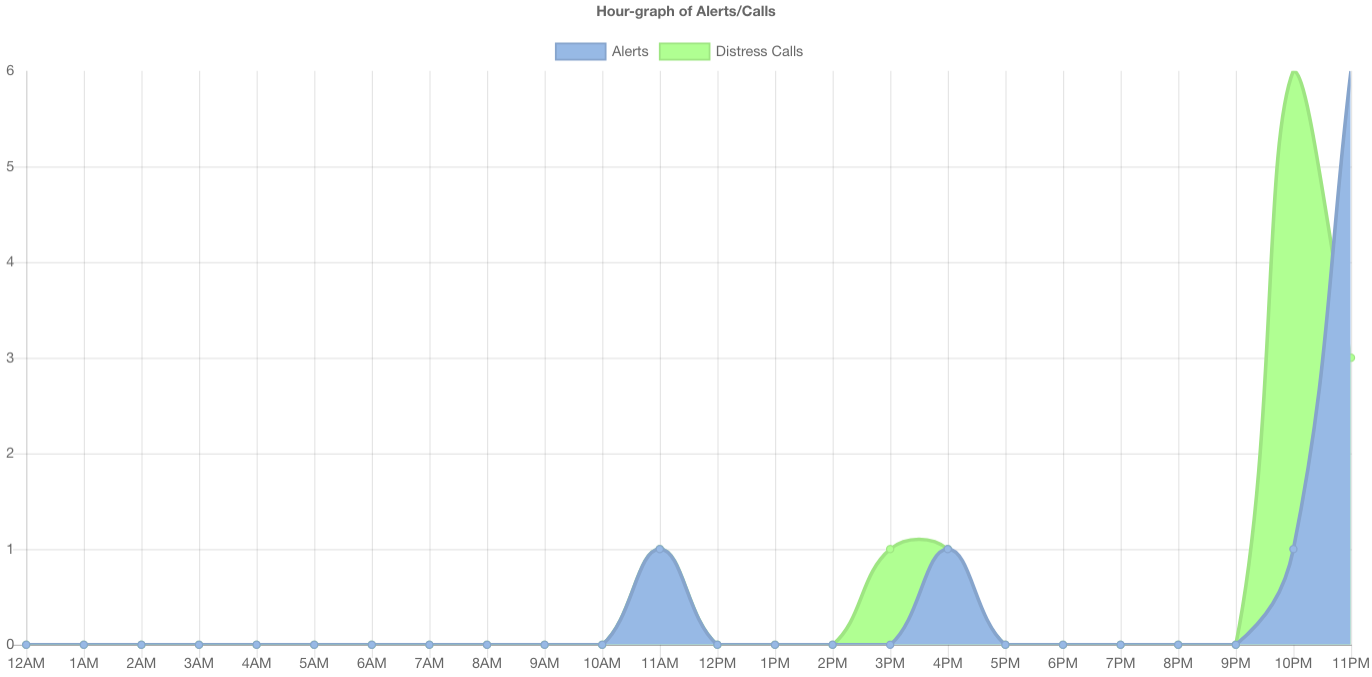 Hour-graph of Alerts/Calls
Alerts Distress Calls
6
5
4
3
2
1
0
12AM 1AM 2AM 3AM 4AM 5AM 6AM 7AM 8AM 9AM 10AM 11AM 12PM 1PM 2PM 3PM 4PM 5PM 6PM 7PM 8PM 9PM 10PM 11PM